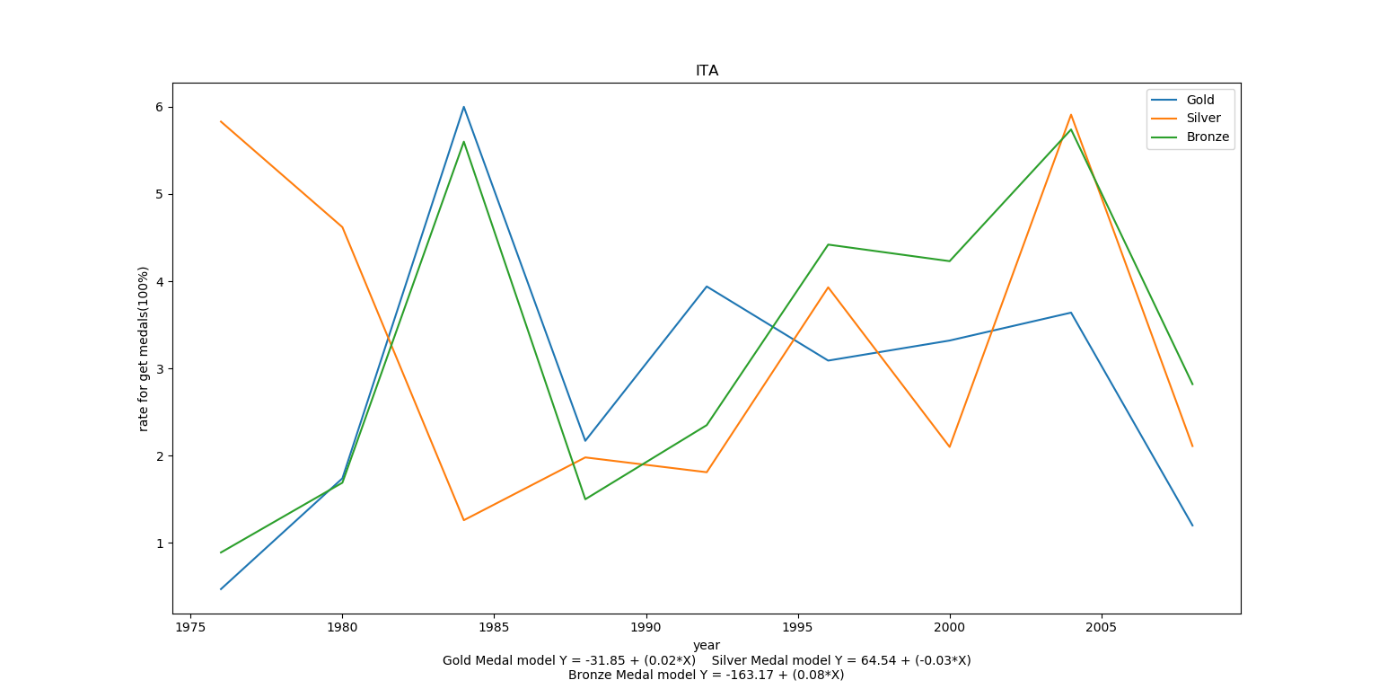 ITA
Gold
Silver
Bronze
rate for get medals(100%)
6
5
4
3
2
1
1975 1980 1985 1990 1995 2000 2005
year
Gold Medal model Y = -31.85 + (0.02*X) Silver Medal model Y = 64.54 + (-0.03*X)
Bronze Medal model Y = -163.17 + (0.08*X)